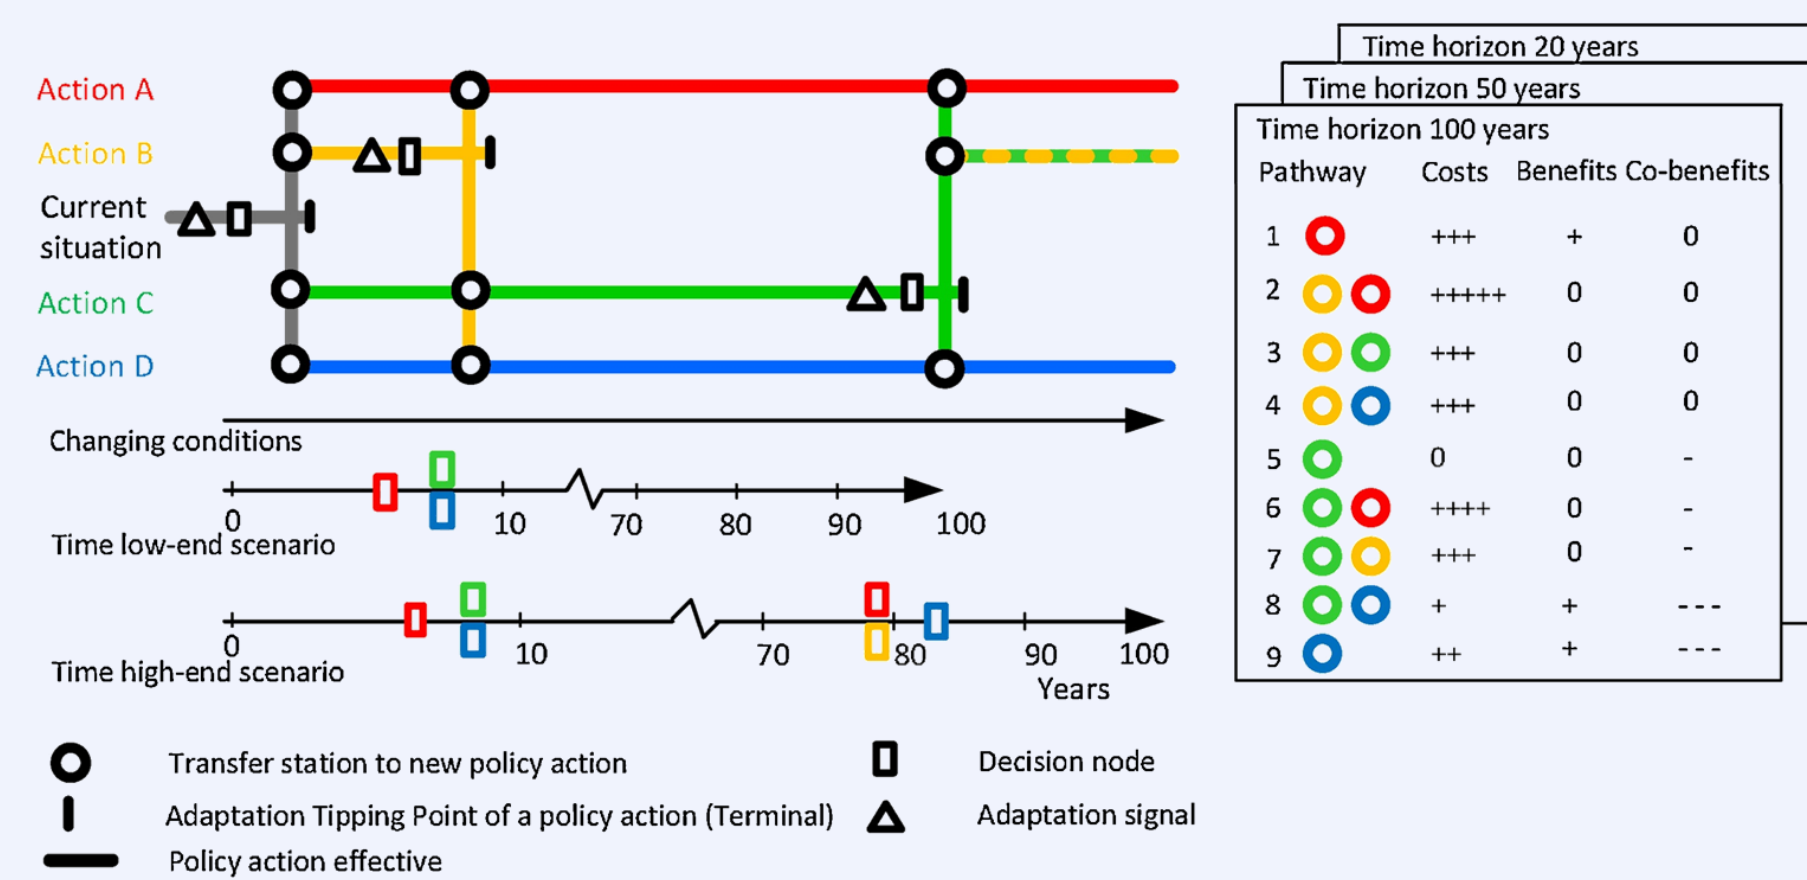 Action A
Action B
Current
situation
Action C
Action D
Changing conditions
0 10 70 80 90 100
Time low-end scenario
0 10 70 80 90 100
Time high-end scenario
Years
Transfer station to new policy action
Adaptation Tipping Point of a policy action (Terminal)
Policy action effective
Decision node
Adaptation signal
Time horizon 20 years
Time horizon 50 years
Time horizon 100 years
Pathway Costs Benefits Co-benefits
1 +++ + 0
2 +++++ 0 0
3 +++ 0 0
4 +++ 0 0
5 0 0 -
6 ++++ 0 -
7 +++ 0 -
8 + + ---
9 ++ + ---